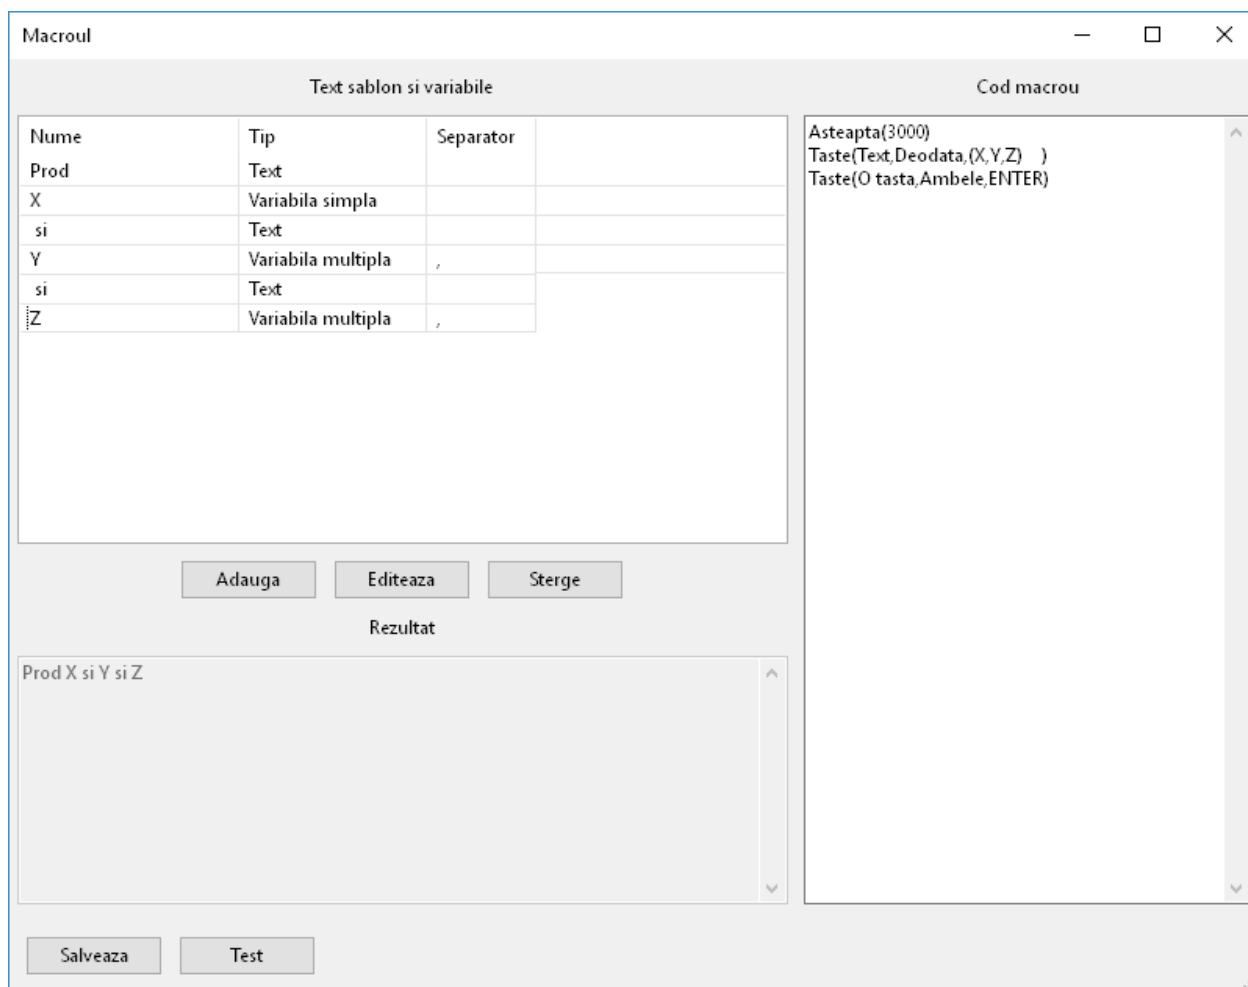 Macroul
Text sablon si variabile
Nume Tip Separator
Prod Text
X Variabila simpla
si Text
Y Variabila multipla ,
si Text
Z Variabila multipla ,
Adauga Editeaza Sterge
Rezultat
Prod X si Y si Z
Salveaza Test
Cod macrou
Asteapta(3000)
Taste(Text,Deodata,(X,Y,Z) )
Taste(O tasta,Ambele,ENTER)